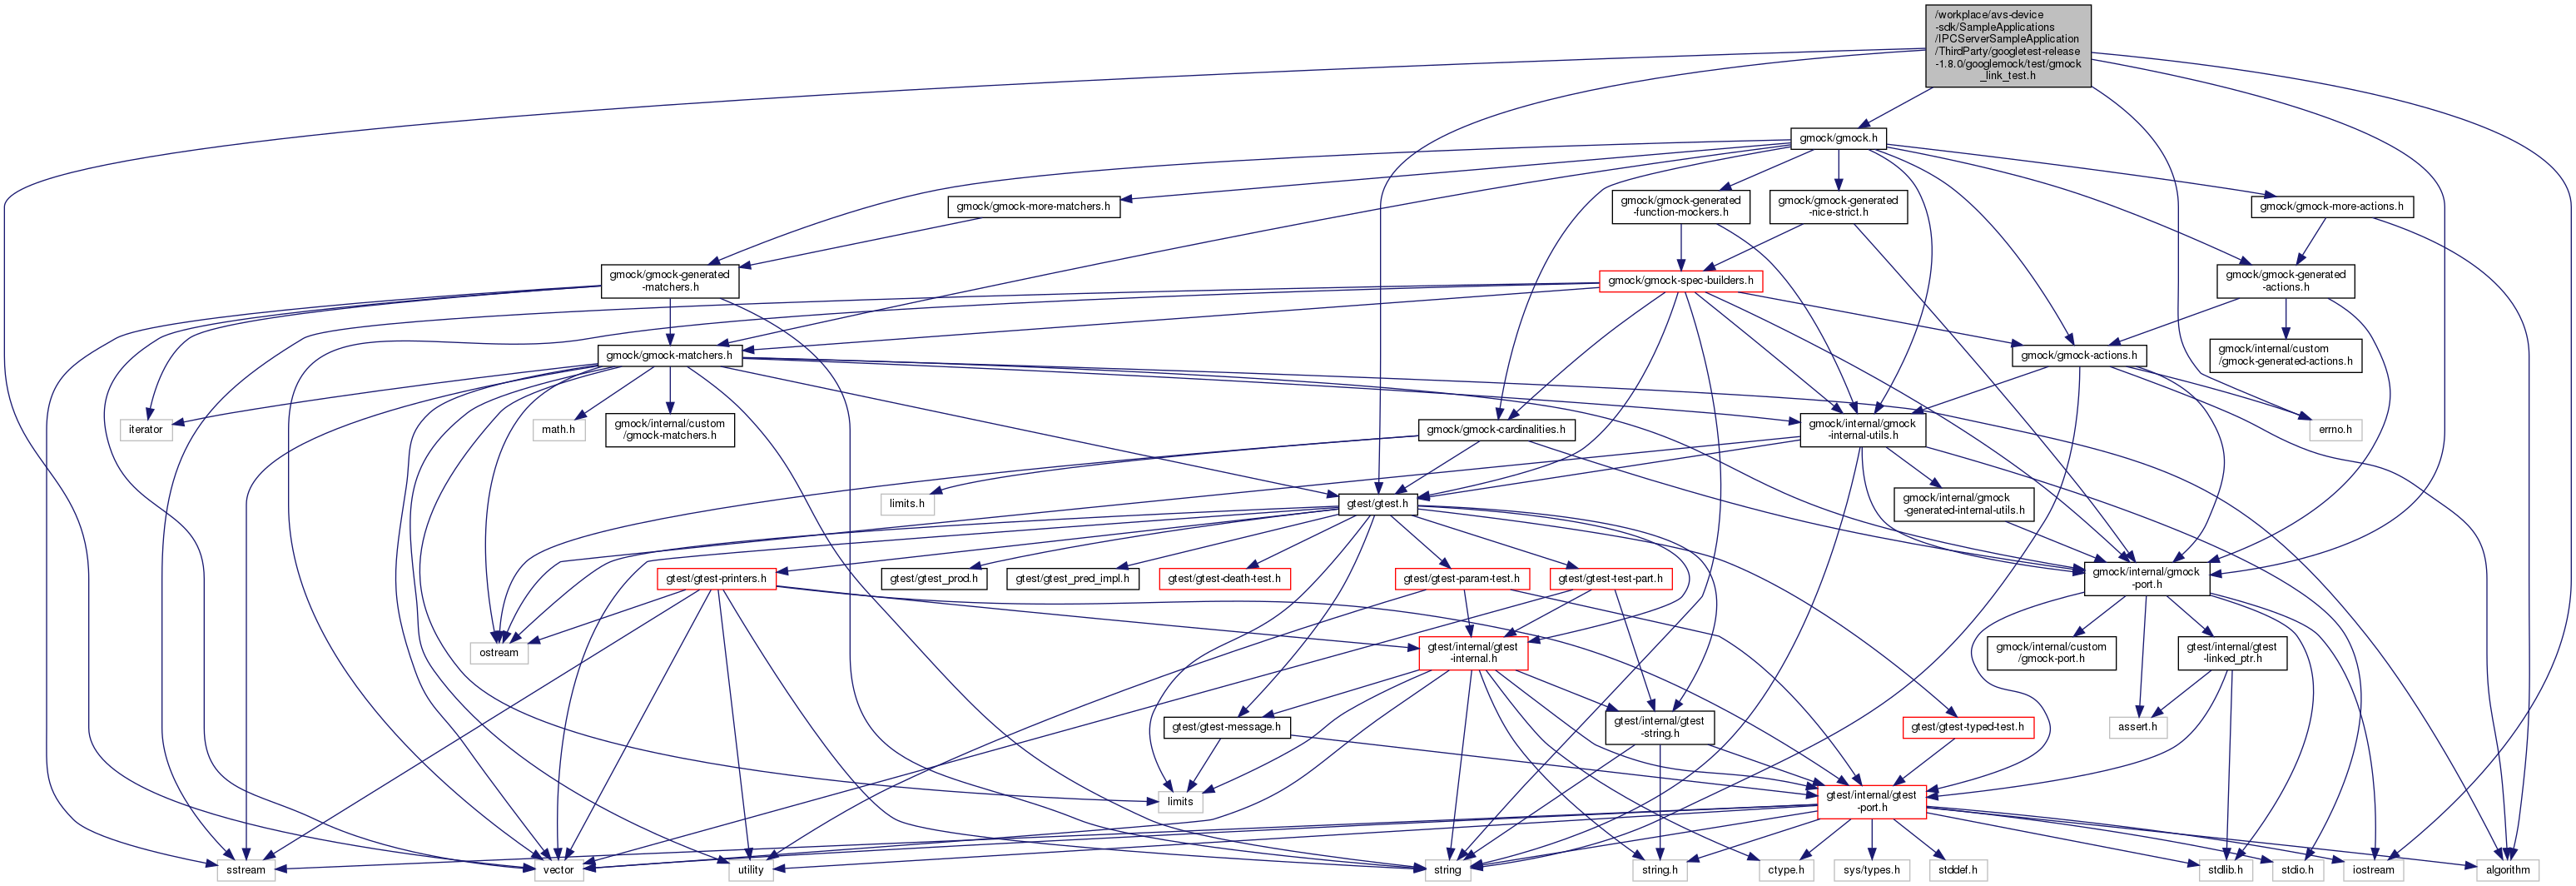 /workplace/avs-device
-sdk/SampleApplications
/IPCServerSampleApplication
/ThirdParty/googletest-release
-1.8.0/googlemock/test/gmock
_link_test.h
gmock/gmock.h
gmock/gmock-more-matchers.h
gmock/gmock-generated
-function-mockers.h
gmock/gmock-generated
-nice-strict.h
gmock/gmock-more-actions.h
gmock/gmock-generated
-matchers.h
gmock/gmock-spec-builders.h
gmock/gmock-generated
-actions.h
gmock/gmock-matchers.h
gmock/gmock-actions.h
gmock/internal/custom
/gmock-generated-actions.h
iterator
math.h
gmock/internal/custom
/gmock-matchers.h
gmock/gmock-cardinalities.h
gmock/internal/gmock
-internal-utils.h
errno.h
limits.h
gtest/gtest.h
gmock/internal/gmock
-generated-internal-utils.h
gtest/gtest-printers.h
gtest/gtest_prod.h
gtest/gtest_pred_impl.h
gtest/gtest-death-test.h
gtest/gtest-param-test.h
gtest/gtest-test-part.h
gmock/internal/gmock
-port.h
ostream
gtest/internal/gtest
-internal.h
gmock/internal/custom
/gmock-port.h
gtest/internal/gtest
-linked_ptr.h
gtest/gtest-message.h
gtest/internal/gtest
-string.h
gtest/gtest-typed-test.h
assert.h
limits
gtest/internal/gtest
-port.h
sstream
vector
utility
string
string.h
ctype.h
sys/types.h
stddef.h
stdlib.h
stdio.h
iostream
algorithm